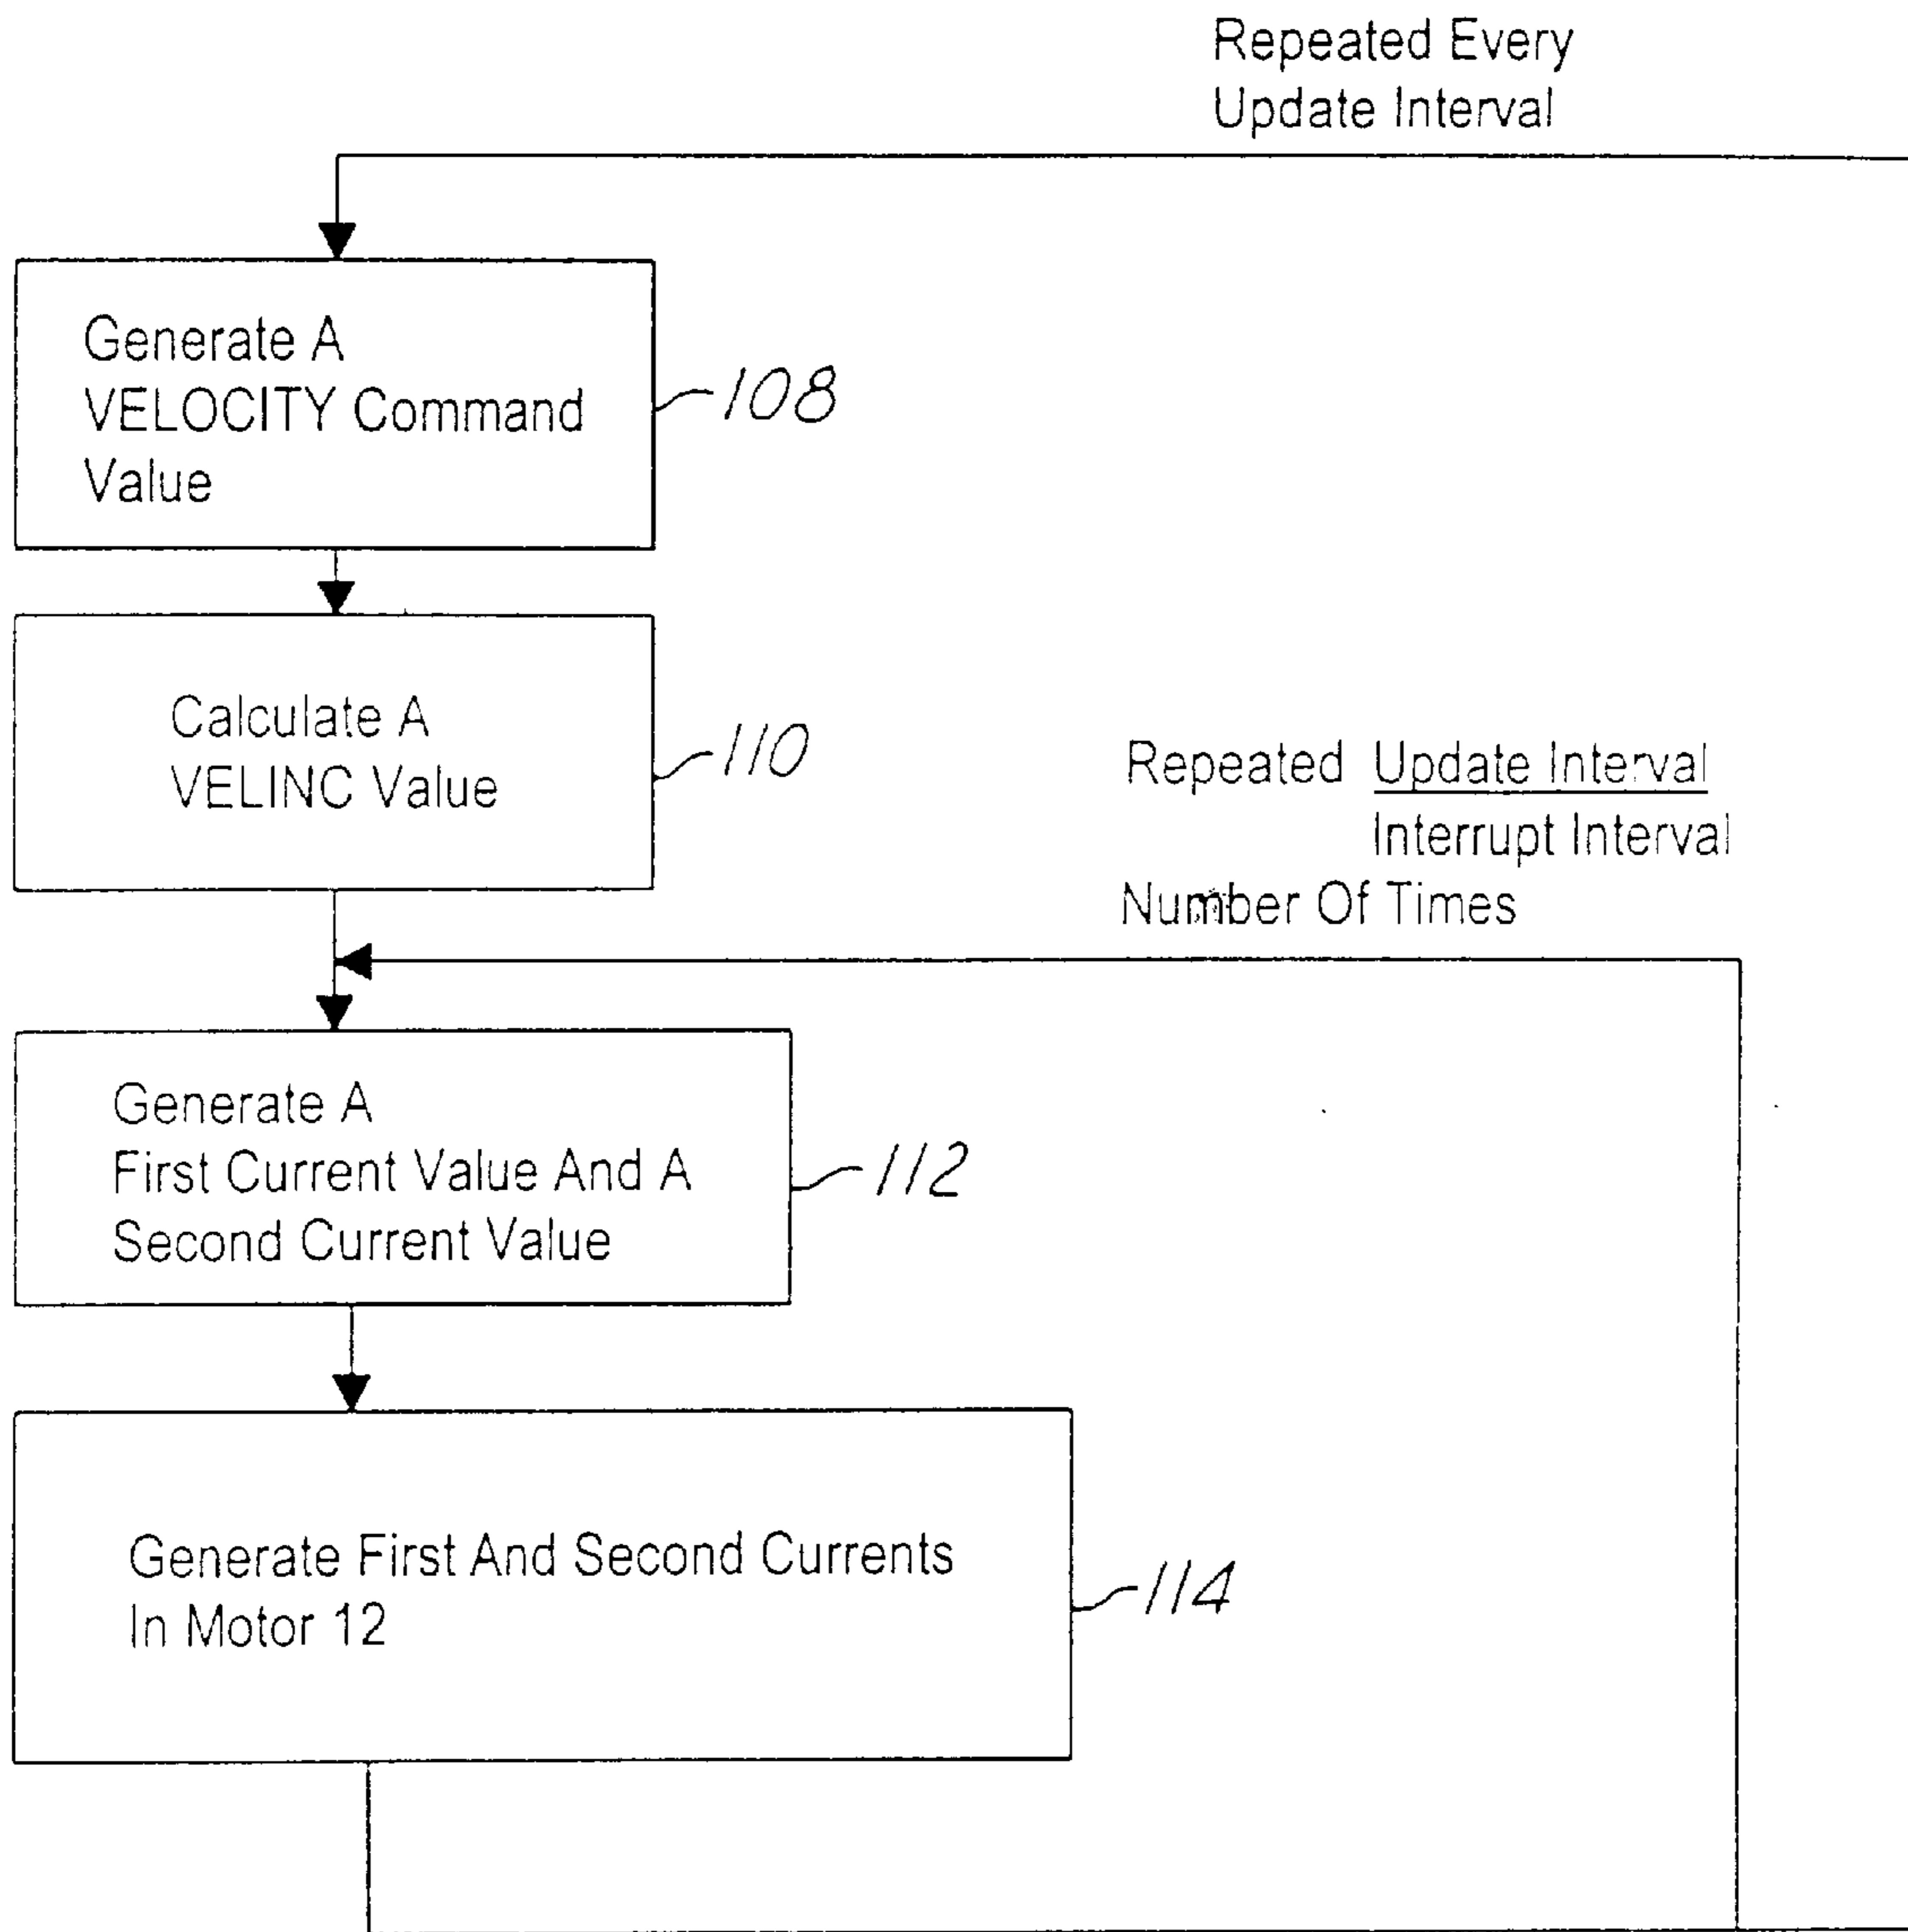 Repeated Every
Update Interval
Generate A
VELOCITY Command
Value
108
Calculate A
VELINC Value
110
Repeated Update Interval
Interrupt Interval
Number Of Times
Generate A
First Current Value And A
Second Current Value
112
Generate First And Second Currents
In Motor 12
114